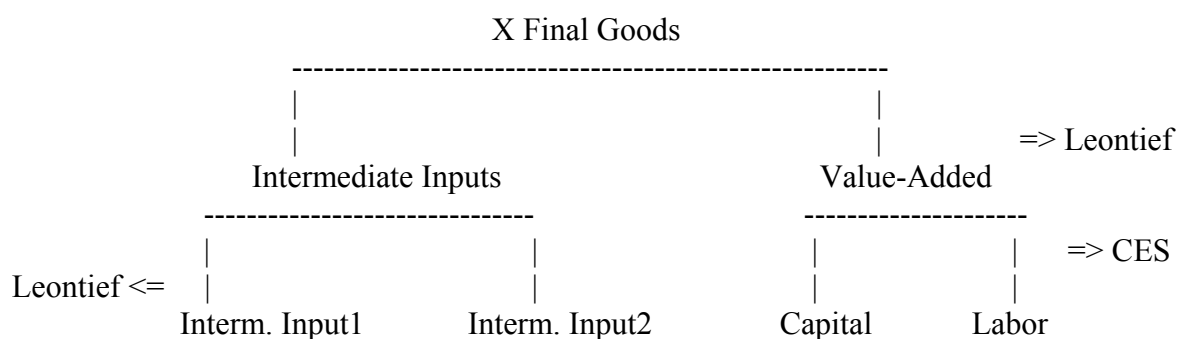 X Final Goods
=> Leontief
Intermediate Inputs Value-Added
=> CES
Leontief <=
Interm. Input1 Interm. Input2 Capital Labor